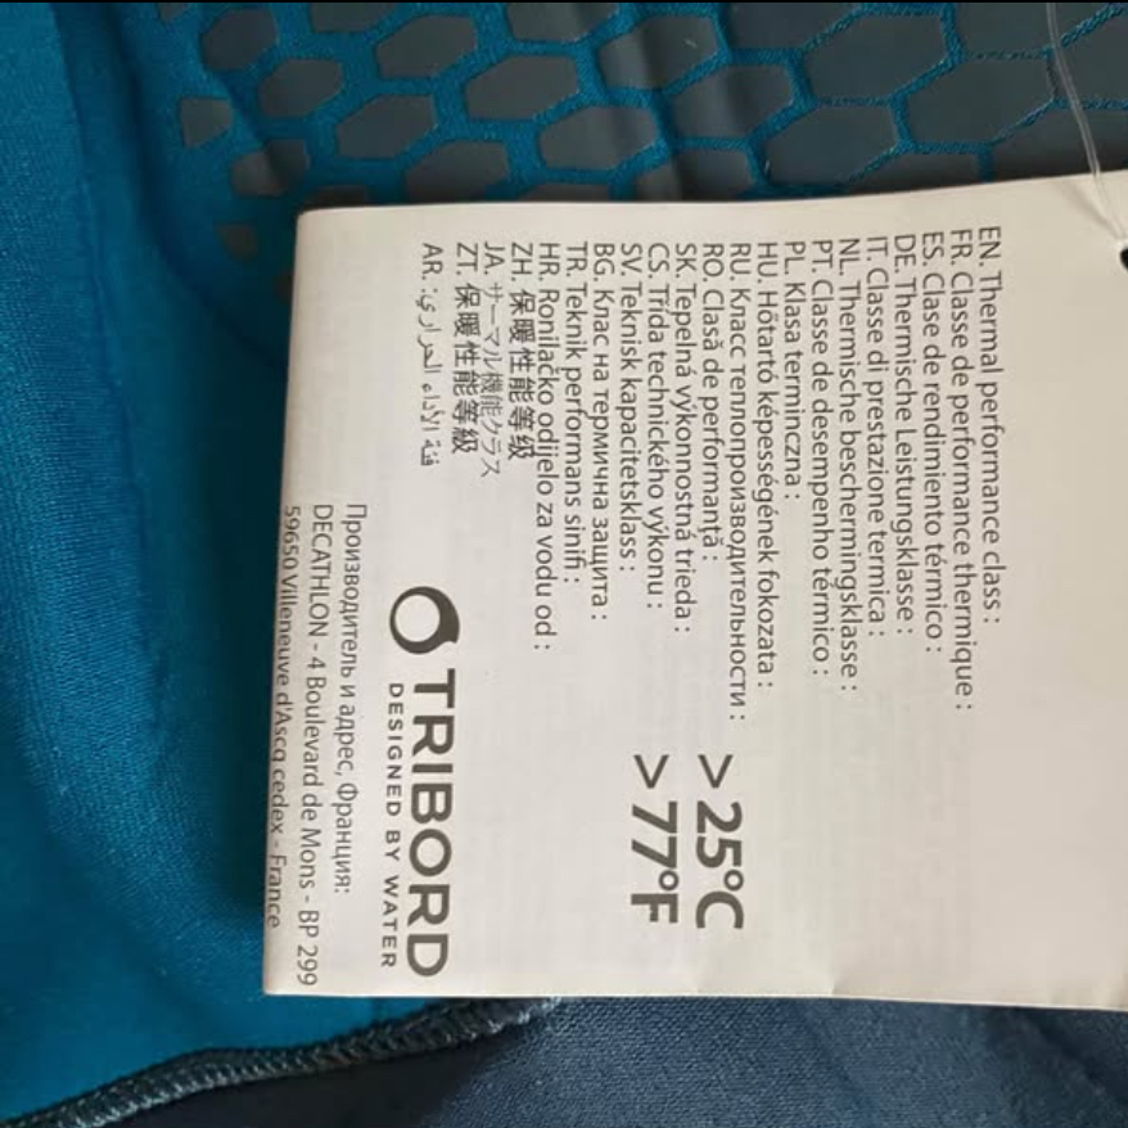 EN. Thermal performance class :
FR. Classe de performance thermique :
ES. Clase de rendimiento térmico :
DE. Thermische Leistungsklasse :
IT. Classe di prestazione termica :
NL. Thermische beschermingsklasse :
PT. Classe de desempenho térmico :
PL. Klasa terminczna :
HU. Hőtartó képességének fokozata :
RU. Класс теплопроизводительности :
RO. Clasă de performanță :
SK. Tepelná výkonnostná trieda :
CS. Třída technického výkonu :
SV. Teknisk kapacitetsklass :
BG. Клас на термична защита :
TR. Teknik performans sinifi :
HR. Ronilačko odijelo za vodu od :
ZH. 保暖性能等级
JA. サーマル機能クラス
ZT. 保暖性能等級
AR. فئة الأداء الحراري:
>25°C
>77°F
TRIBORD
DESIGNED BY WATER
Производитель и адрес, Франция:
DECATHLON - 4 Boulevard de Mons - BP 299
59650 Villeneuve d'Ascq cedex - France